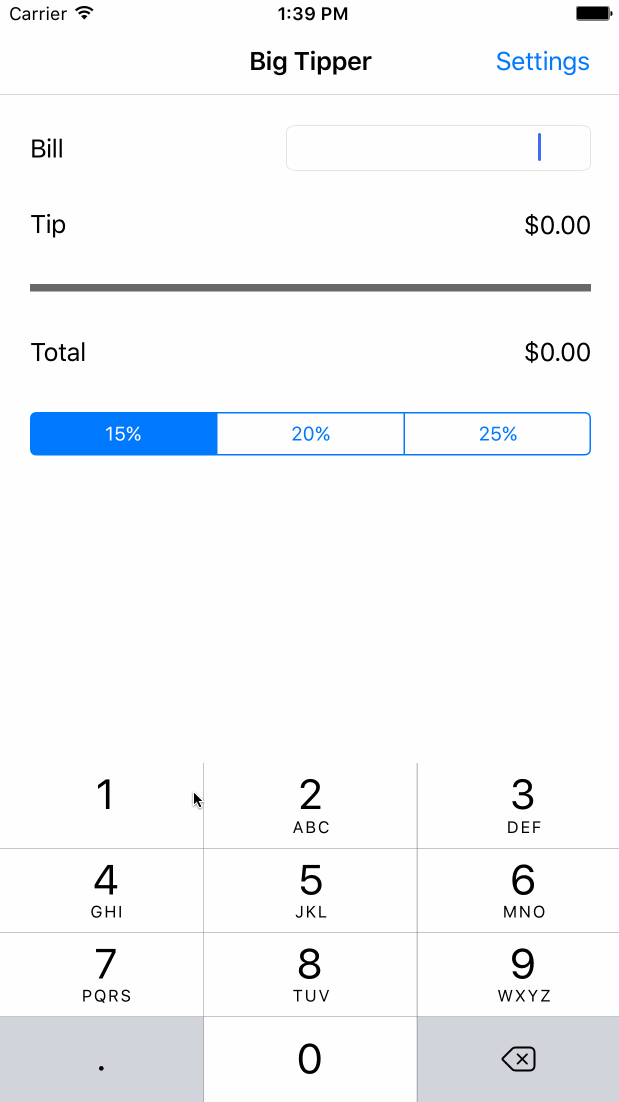 Carrier 1:39 PM
Big Tipper Settings
Bill
Tip $0.00
Total $0.00
15% 20% 25%
1 2 3
ABC DEF
4 5 6
GHI JKL MNO
7 8 9
PQRS TUV WXYZ
. 0